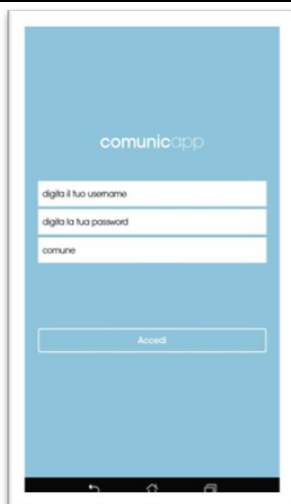 comunicapp
digita il tuo username
digita la tua password
comune
Accedi